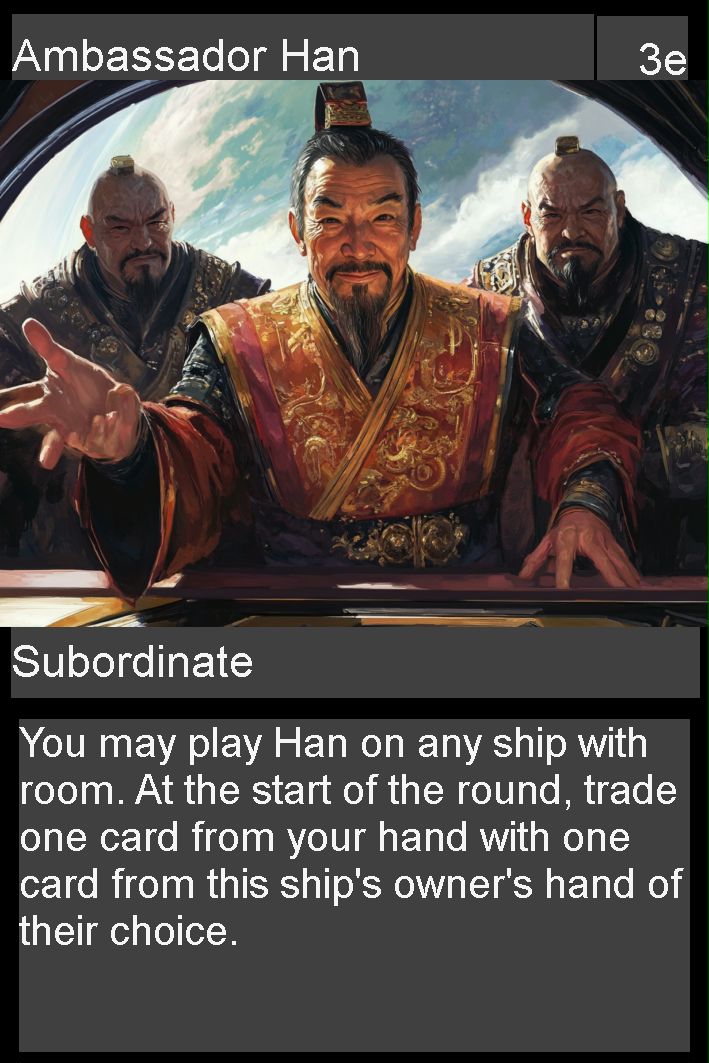 Ambassador Han
3e
Subordinate
You may play Han on any ship with
room. At the start of the round, trade
one card from your hand with one
card from this ship's owner's hand of
their choice.